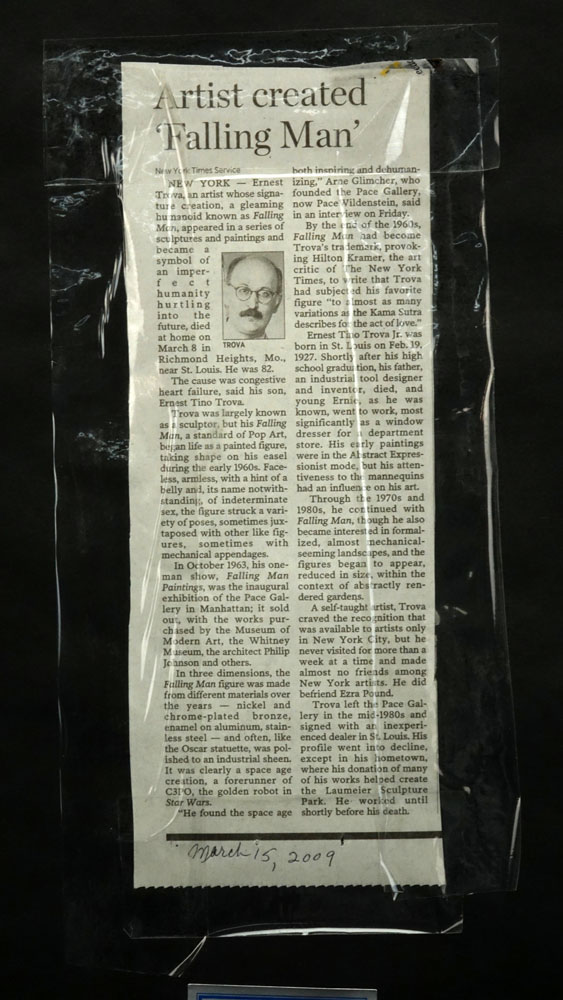 Artist created
'Falling Man'
New York Times Service
NEW YORK — Ernest
Trova, an artist whose signa-
ture creation, a gleaming
humanoid known as Falling
Man, appeared in a series of
sculptures and paintings and
became a
symbol of
an imper-
fect
humanity
hurtling
into the
future, died
at home on
March 8 in
TROVA
Richmond Heights, Mo.,
near St. Louis. He was 82.
The cause was congestive
heart failure, said his son,
Ernest Tino Trova.
Trova was largely known
as a sculptor, but his Falling
Man, a standard of Pop Art,
began life as a painted figure,
taking shape on his easel
during the early 1960s. Face-
less, armless, with a hint of a
belly and, its name notwith-
standing, of indeterminate
sex, the figure struck a vari-
ety of poses, sometimes jux-
taposed with other like fig-
ures, sometimes with
mechanical appendages.
In October 1963, his one-
man show, Falling Man
Paintings, was the inaugural
exhibition of the Pace Gal-
lery in Manhattan; it sold
out, with the works pur-
chased by the Museum of
Modern Art, the Whitney
Museum, the architect Philip
Johnson and others.
In three dimensions, the
Falling Man figure was made
from different materials over
the years — nickel and
chrome-plated bronze,
enamel on aluminum, stain-
less steel — and often, like
the Oscar statuette, was pol-
ished to an industrial sheen.
It was clearly a space age
creation, a forerunner of
C3PO, the golden robot in
Star Wars.
"He found the space age
both inspiring and dehuman-
izing," Arne Glimcher, who
founded the Pace Gallery,
now PaceWildenstein, said
in an interview on Friday.
By the end of the 1960s,
Falling Man had become
Trova's trademark, provok-
ing Hilton Kramer, the art
critic of The New York
Times, to write that Trova
had subjected his favorite
figure "to almost as many
variations as the Kama Sutra
describes for the act of love."
Ernest Tino Trova Jr. was
born in St. Louis on Feb. 19,
1927. Shortly after his high
school graduation, his father,
an industrial tool designer
and inventor, died, and
young Ernie, as he was
known, went to work, most
significantly as a window
dresser for a department
store. His early paintings
were in the Abstract Expres-
sionist mode, but his atten-
tiveness to the mannequins
had an influence on his art.
Through the 1970s and
1980s, he continued with
Falling Man, though he also
became interested in formal-
ized, almost mechanical-
seeming landscapes, and the
figures began to appear,
reduced in size, within the
context of abstractly ren-
dered gardens.
A self-taught artist, Trova
craved the recognition that
was available to artists only
in New York City, but he
never visited for more than a
week at a time and made
almost no friends among
New York artists. He did
befriend Ezra Pound.
Trova left the Pace Gal-
lery in the mid-1980s and
signed with an inexperi-
enced dealer in St. Louis. His
profile went into decline,
except in his hometown,
where his donation of many
of his works helped create
the Laumeier Sculpture
Park. He worked until
shortly before his death.
March 15, 2009